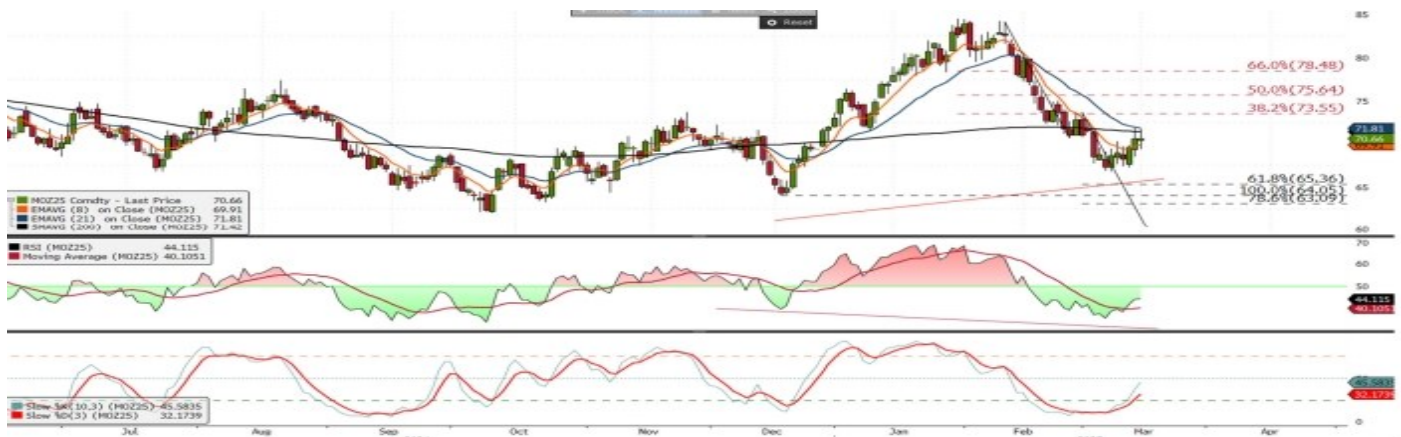 Reset
85
66.0%(78.48)
80
50.0%(75.64)
75
38.2%(73.55)
71.81
70.66
61.8%(65.36)
65
100.0%(64.05)
78.6%(63.09)
60
MOZ25 Comdty - Last Price 70.66
EMAVG (8) on Close (MOZ25) 69.91
EMAVG (21) on Close (MOZ25) 71.81
SMAVG (200) on Close (MOZ25) 71.42
RSI (MOZ25) 44.115
Moving Average (MOZ25) 40.1051
70
60
50
44.115
40.1051
Slow %K(10,3) (MOZ25) 45.5835
Slow %D(3) (MOZ25) 32.1739
45.5835
32.1739
0
Jul Aug Sep Oct Nov Dec Jan Feb Mar Apr